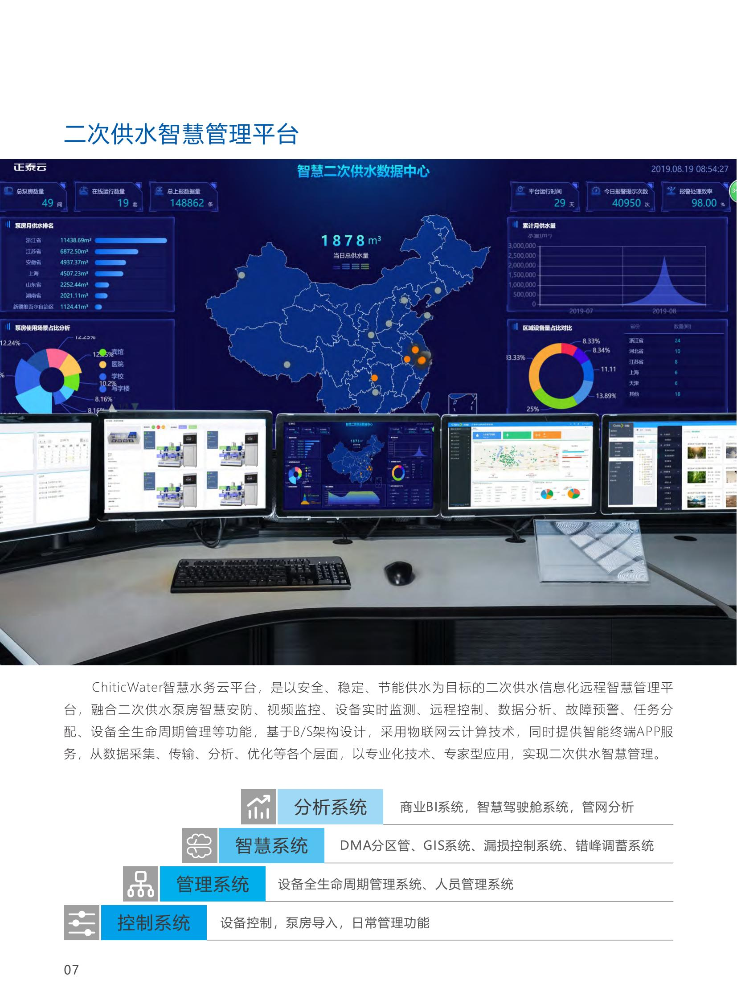 二次供水智慧管理平台
正泰云
智慧二次供水数据中心
2019.08.19 08:54:27
总泵房数量
49 间
在线运行数量
19 套
总上报数据量
148862 条
平台运行时间
29 天
今日报警提示次数
40950 次
报警处理效率
98.00 %
泵房月供水排名
浙江省 11438.69m³
江苏省 6872.50m³
安徽省 4937.37m³
上海 4507.23m³
山东省 2252.44m³
湖南省 2021.11m³
新疆维吾尔自治区 1124.41m³
1878m³
当日总供水量
累计月供水量
水量(m³)
3,000,000
2,500,000
2,000,000
1,500,000
1,000,000
500,000
0
2019-07 2019-08
泵房使用场景占比分析
12.24%
12.25%
12.25%
10.2%
8.16%
8.16%
宾馆
医院
学校
写字楼
区域设备量占比对比
8.33%
8.34%
11.11
13.89%
25%
33.33%
省份 数量(间)
浙江省 24
河北省 10
江苏省 8
上海 6
天津 6
其他 18
ChiticWater智慧水务云平台，是以安全、稳定、节能供水为目标的二次供水信息化远程智慧管理平
台，融合二次供水泵房智慧安防、视频监控、设备实时监测、远程控制、数据分析、故障预警、任务分
配、设备全生命周期管理等功能，基于B/S架构设计，采用物联网云计算技术，同时提供智能终端APP服
务，从数据采集、传输、分析、优化等各个层面，以专业化技术、专家型应用，实现二次供水智慧管理。
分析系统 商业BI系统，智慧驾驶舱系统，管网分析
智慧系统 DMA分区管、GIS系统、漏损控制系统、错峰调蓄系统
管理系统 设备全生命周期管理系统、人员管理系统
控制系统 设备控制，泵房导入，日常管理功能
07